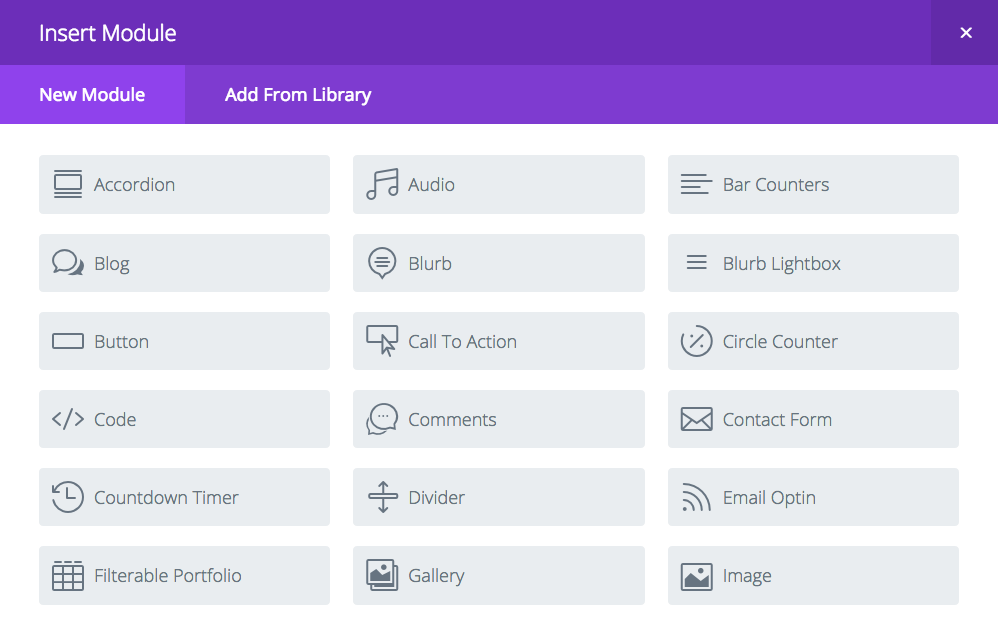 Insert Module
New Module
Add From Library
Accordion
Audio
Bar Counters
Blog
Blurb
Blurb Lightbox
Button
Call To Action
Circle Counter
Code
Comments
Contact Form
Countdown Timer
Divider
Email Optin
Filterable Portfolio
Gallery
Image